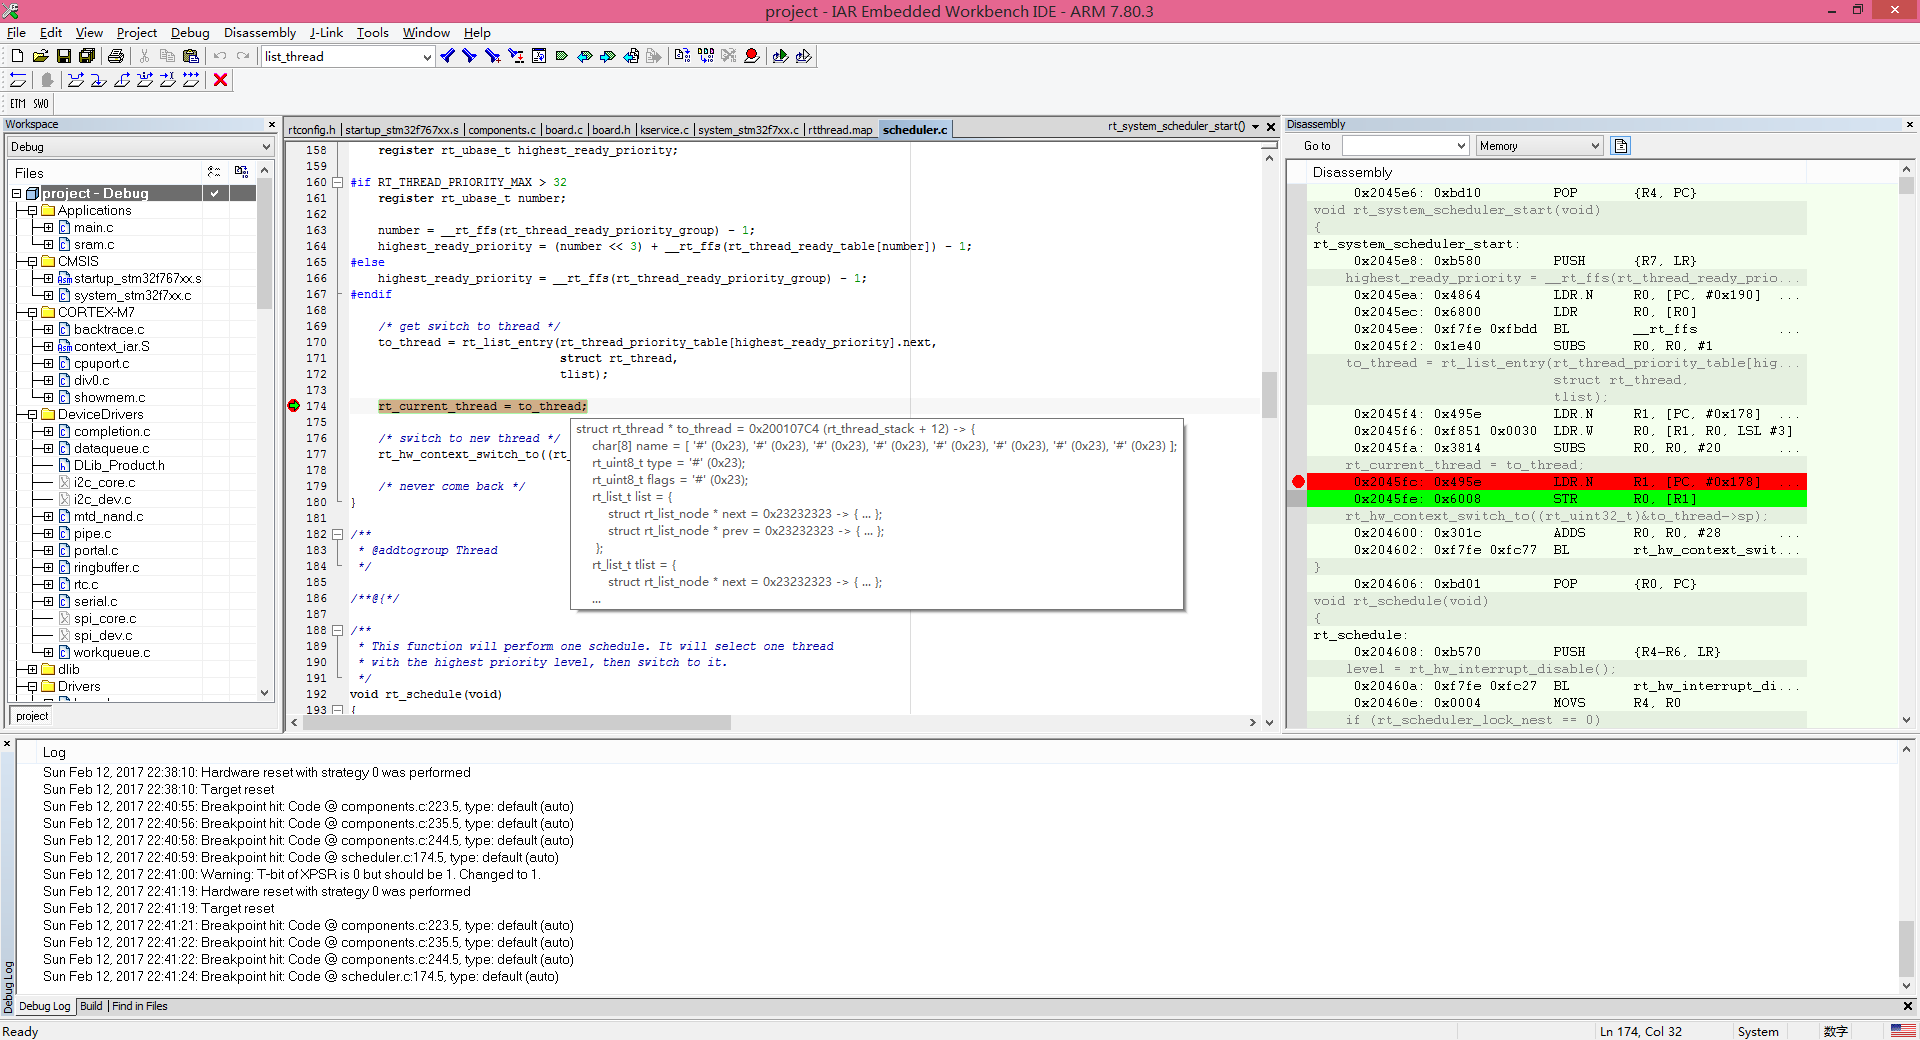 project - IAR Embedded Workbench IDE - ARM 7.80.3
File Edit View Project Debug Disassembly J-Link Tools Window Help
list_thread
ETM SWO
Workspace
Debug
Files
project - Debug
Applications
main.c
sram.c
CMSIS
startup_stm32f767xx.s
system_stm32f7xx.c
CORTEX-M7
backtrace.c
context_iar.S
cpuport.c
div0.c
showmem.c
DeviceDrivers
completion.c
dataqueue.c
DLib_Product.h
i2c_core.c
i2c_dev.c
mtd_nand.c
pipe.c
portal.c
ringbuffer.c
rtc.c
serial.c
spi_core.c
spi_dev.c
workqueue.c
dlib
Drivers
project
rtconfig.h | startup_stm32f767xx.s | components.c | board.c | board.h | kservice.c | system_stm32f7xx.c | rtthread.map | scheduler.c
rt_system_scheduler_start()
158 register rt_ubase_t highest_ready_priority;
159
160 #if RT_THREAD_PRIORITY_MAX > 32
161 register rt_ubase_t number;
162
163 number = __rt_ffs(rt_thread_ready_priority_group) - 1;
164 highest_ready_priority = (number << 3) + __rt_ffs(rt_thread_ready_table[number]) - 1;
165 #else
166 highest_ready_priority = __rt_ffs(rt_thread_ready_priority_group) - 1;
167 #endif
168
169 /* get switch to thread */
170 to_thread = rt_list_entry(rt_thread_priority_table[highest_ready_priority].next,
171 struct rt_thread,
172 tlist);
173
174 rt_current_thread = to_thread;
175
176 /* switch to new thread */
177 rt_hw_context_switch_to((rt_
178
179 /* never come back */
180 }
181
182 /**
183 * @addtogroup Thread
184 */
185
186 /**@{*/
187
188 /**
189 * This function will perform one schedule. It will select one thread
190 * with the highest priority level, then switch to it.
191 */
192 void rt_schedule(void)
193 {
struct rt_thread * to_thread = 0x200107C4 (rt_thread_stack + 12) -> {
char[8] name = [ '#' (0x23), '#' (0x23), '#' (0x23), '#' (0x23), '#' (0x23), '#' (0x23), '#' (0x23), '#' (0x23) ];
rt_uint8_t type = '#' (0x23);
rt_uint8_t flags = '#' (0x23);
rt_list_t list = {
struct rt_list_node * next = 0x23232323 -> { ... };
struct rt_list_node * prev = 0x23232323 -> { ... };
};
rt_list_t tlist = {
struct rt_list_node * next = 0x23232323 -> { ... };
...
Disassembly
Go to Memory
Disassembly
0x2045e6: 0xbd10 POP {R4, PC}
void rt_system_scheduler_start(void)
{
rt_system_scheduler_start:
0x2045e8: 0xb580 PUSH {R7, LR}
highest_ready_priority = __rt_ffs(rt_thread_ready_prio...
0x2045ea: 0x4864 LDR.N R0, [PC, #0x190] ...
0x2045ec: 0x6800 LDR R0, [R0]
0x2045ee: 0xf7fe 0xfbdd BL __rt_ffs ...
0x2045f2: 0x1e40 SUBS R0, R0, #1
to_thread = rt_list_entry(rt_thread_priority_table[hig...
struct rt_thread,
tlist);
0x2045f4: 0x495e LDR.N R1, [PC, #0x178] ...
0x2045f6: 0xf851 0x0030 LDR.W R0, [R1, R0, LSL #3]
0x2045fa: 0x3814 SUBS R0, R0, #20
rt_current_thread = to_thread;
0x2045fc: 0x495e LDR.N R1, [PC, #0x178] ...
0x2045fe: 0x6008 STR R0, [R1]
rt_hw_context_switch_to((rt_uint32_t)&to_thread->sp);
0x204600: 0x301c ADDS R0, R0, #28
0x204602: 0xf7fe 0xfc77 BL rt_hw_context_swit...
}
0x204606: 0xbd01 POP {R0, PC}
void rt_schedule(void)
{
rt_schedule:
0x204608: 0xb570 PUSH {R4-R6, LR}
level = rt_hw_interrupt_disable();
0x20460a: 0xf7fe 0xfc27 BL rt_hw_interrupt_di...
0x20460e: 0x0004 MOVS R4, R0
if (rt_scheduler_lock_nest == 0)
Log
Sun Feb 12, 2017 22:38:10: Hardware reset with strategy 0 was performed
Sun Feb 12, 2017 22:38:10: Target reset
Sun Feb 12, 2017 22:40:55: Breakpoint hit: Code @ components.c:223.5, type: default (auto)
Sun Feb 12, 2017 22:40:56: Breakpoint hit: Code @ components.c:235.5, type: default (auto)
Sun Feb 12, 2017 22:40:58: Breakpoint hit: Code @ components.c:244.5, type: default (auto)
Sun Feb 12, 2017 22:40:59: Breakpoint hit: Code @ scheduler.c:174.5, type: default (auto)
Sun Feb 12, 2017 22:41:00: Warning: T-bit of XPSR is 0 but should be 1. Changed to 1.
Sun Feb 12, 2017 22:41:19: Hardware reset with strategy 0 was performed
Sun Feb 12, 2017 22:41:19: Target reset
Sun Feb 12, 2017 22:41:21: Breakpoint hit: Code @ components.c:223.5, type: default (auto)
Sun Feb 12, 2017 22:41:22: Breakpoint hit: Code @ components.c:235.5, type: default (auto)
Sun Feb 12, 2017 22:41:22: Breakpoint hit: Code @ components.c:244.5, type: default (auto)
Sun Feb 12, 2017 22:41:24: Breakpoint hit: Code @ scheduler.c:174.5, type: default (auto)
Debug Log
Debug Log | Build | Find in Files
Ready
Ln 174, Col 32 System 数字